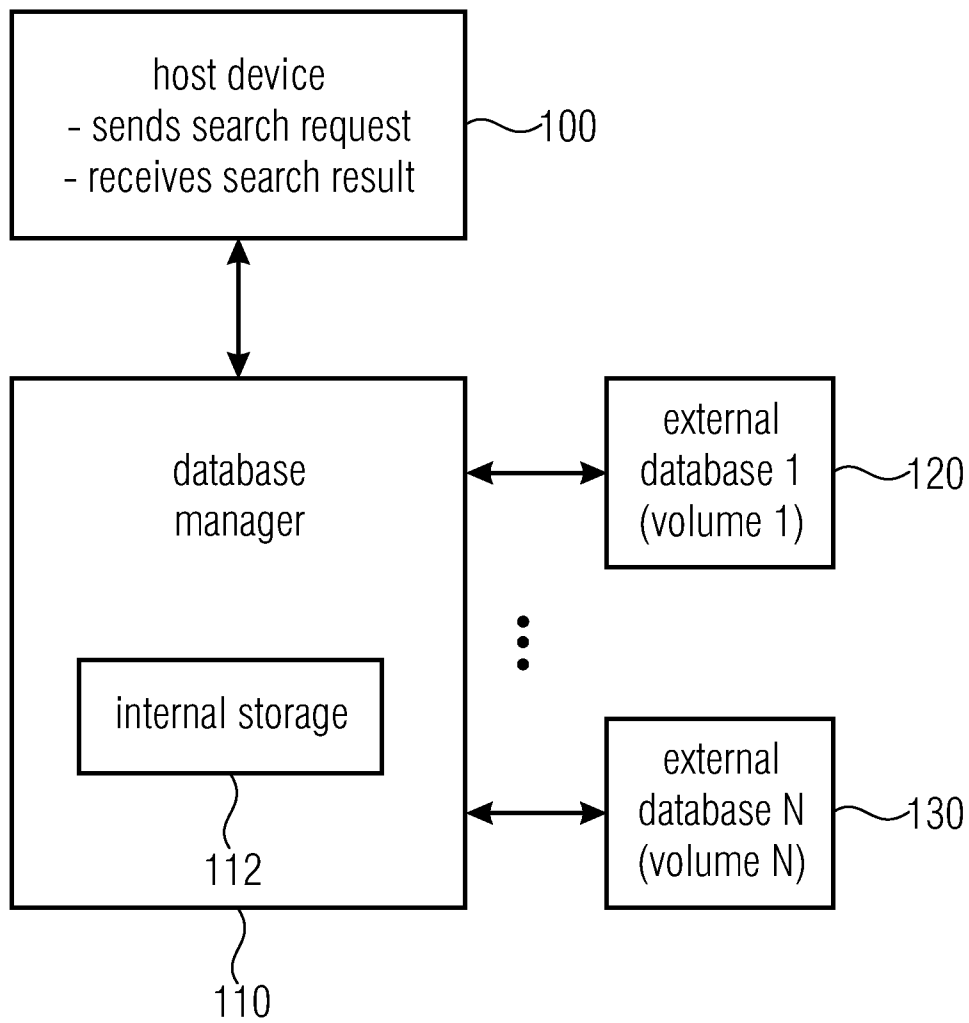 host device
- sends search request
- receives search result
100
database
manager
internal storage
112
110
external
database 1
(volume 1)
120
external
database N
(volume N)
130